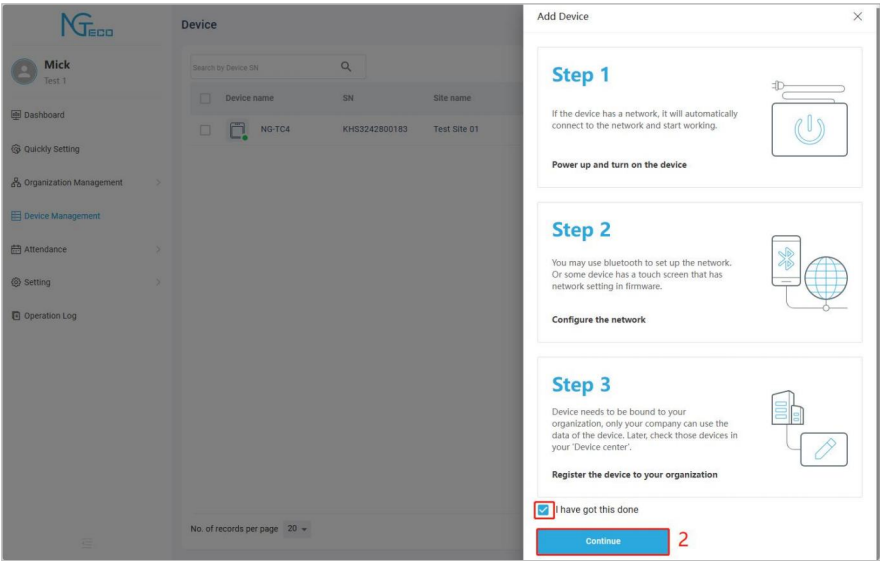 NGTECO
Mick
Test 1
Dashboard
Quickly Setting
Organization Management
Device Management
Attendance
Setting
Operation Log
Device
Search by Device SN
Device name SN Site name
NG-TC4 KHS3242800183 Test Site 01
No. of records per page 20
Add Device
Step 1
If the device has a network, it will automatically
connect to the network and start working.
Power up and turn on the device
Step 2
You may use bluetooth to set up the network.
Or some device has a touch screen that has
network setting in firmware.
Configure the network
Step 3
Device needs to be bound to your
organization, only your company can use the
data of the device. Later, check those devices in
your 'Device center'.
Register the device to your organization
I have got this done
Continue
2